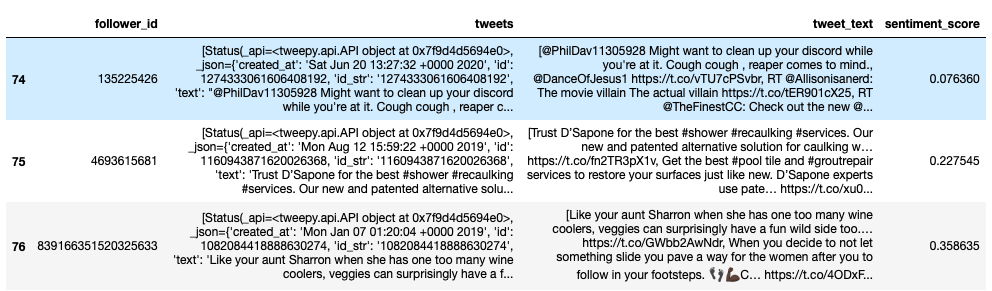 follower_id tweets tweet_text sentiment_score
74 135225426
[Status(_api=<tweepy.api.API object at 0x7f9d4d5694e0>,
_json={'created_at': 'Sat Jun 20 13:27:32 +0000 2020', 'id':
1274333061606408192, 'id_str': '1274333061606408192',
'text': "@PhilDav11305928 Might want to clean up your discord
while you're at it. Cough cough , reaper c...
[@PhilDav11305928 Might want to clean up your discord while
you're at it. Cough cough , reaper comes to mind.,
@DanceOfJesus1 https://t.co/vTU7cPSvbr, RT @Allisonisanerd:
The movie villain The actual villain https://t.co/tER901cX25, RT
@TheFinestCC: Check out the new @...
0.076360
75 4693615681
[Status(_api=<tweepy.api.API object at 0x7f9d4d5694e0>,
_json={'created_at': 'Mon Aug 12 15:59:22 +0000 2019', 'id':
1160943871620026368, 'id_str': '1160943871620026368',
'text': 'Trust D’Sapone for the best #shower #recaulking
#services. Our new and patented alternative solu...
[Trust D’Sapone for the best #shower #recaulking #services. Our
new and patented alternative solution for caulking w…
https://t.co/fn2TR3pX1v, Get the best #pool tile and #groutrepair
services to restore your surfaces just like new. D’Sapone experts
use pate… https://t.co/xu0...
0.227545
76 839166351520325633
[Status(_api=<tweepy.api.API object at 0x7f9d4d5694e0>,
_json={'created_at': 'Mon Jan 07 01:20:04 +0000 2019', 'id':
1082084418888630274, 'id_str': '1082084418888630274',
'text': 'Like your aunt Sharron when she has one too many wine
coolers, veggies can surprisingly have a f...
[Like your aunt Sharron when she has one too many wine
coolers, veggies can surprisingly have a fun wild side too.…
https://t.co/GWbb2AwNdr, When you decide to not let
something slide you pave a way for the women after you to
follow in your footsteps. 👣💪🏿C… https://t.co/4ODxF...
0.358635